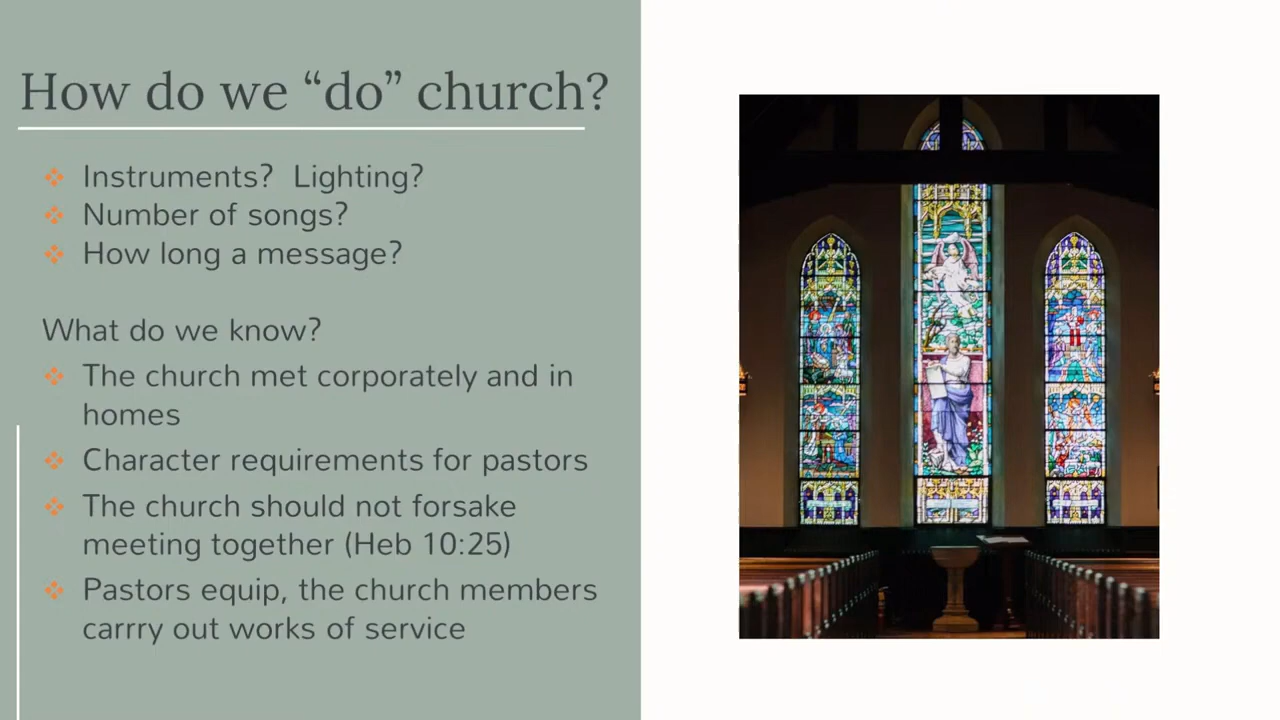 How do we “do” church?
Instruments?  Lighting?
Number of songs?
How long a message?
What do we know?
The church met corporately and in
homes
Character requirements for pastors
The church should not forsake
meeting together (Heb 10:25)
Pastors equip, the church members
carrry out works of service